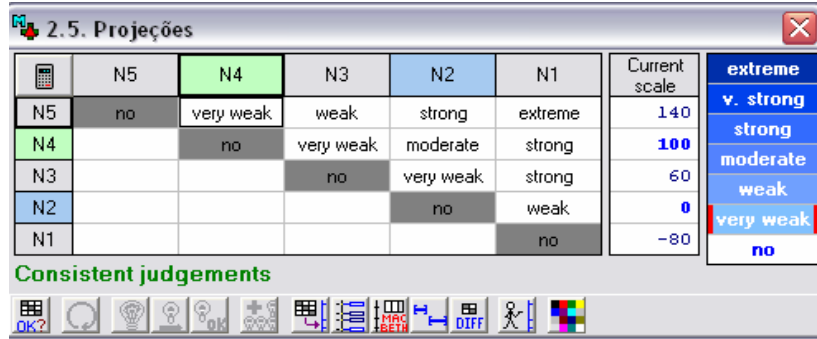 2.5. Projeções
N5 N4 N3 N2 N1 Current scale
N5 no very weak weak strong extreme 140
N4 no very weak moderate strong 100
N3 no very weak strong 60
N2 no weak 0
N1 no -80
extreme
v. strong
strong
moderate
weak
very weak
no
Consistent judgements
OK? OK MAC BETH DIFF